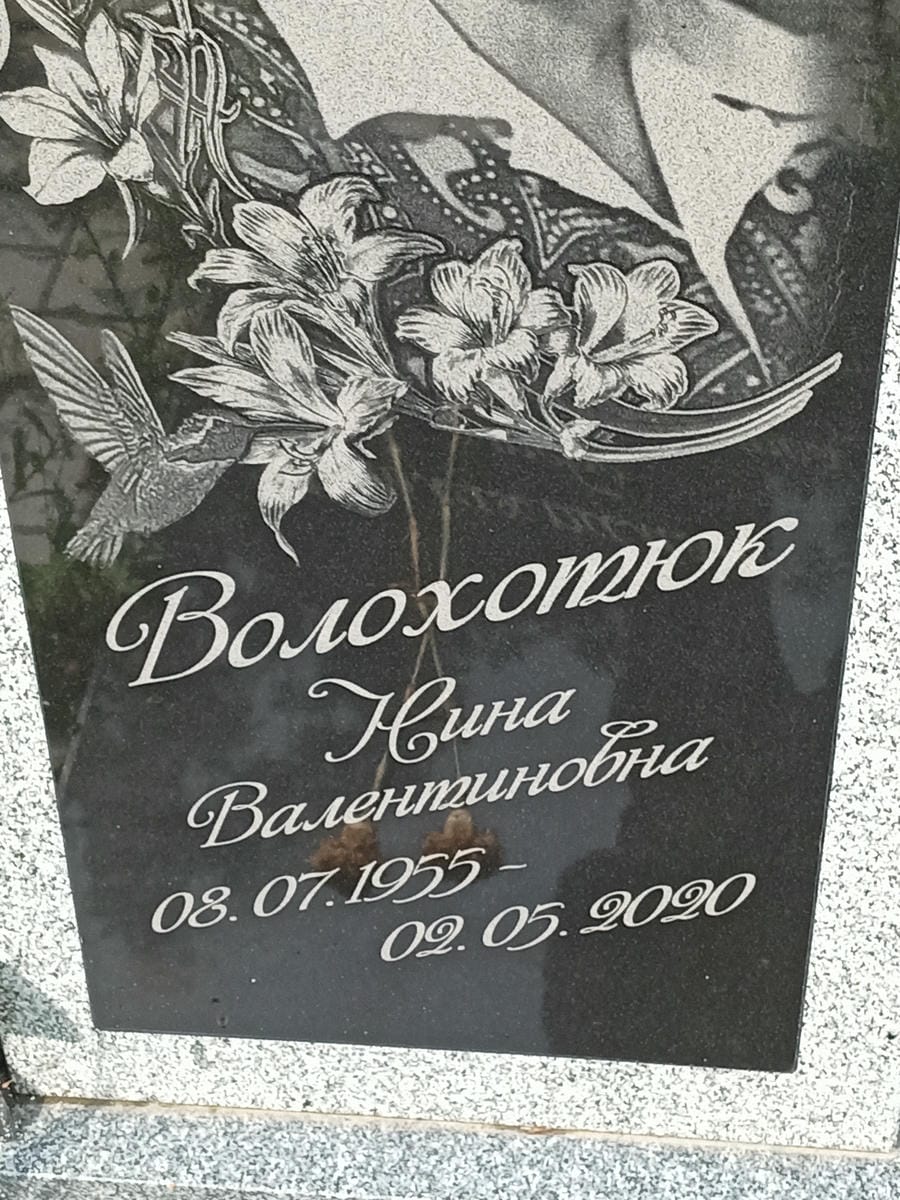 Волохотюк
Нина
Валентиновна
08.07.1955 –
02.05.2020